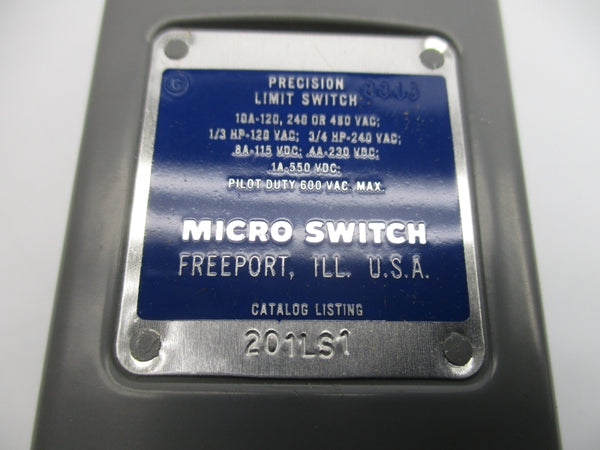 PRECISION
LIMIT SWITCH
10A-120, 240 OR 480 VAC;
1/3 HP-120 VAC; 3/4 HP-240 VAC;
.8A-115 VDC; .4A-230 VDC;
.1A-550 VDC;
PILOT DUTY 600 VAC MAX.
MICRO SWITCH
FREEPORT, ILL. U.S.A.
CATALOG LISTING
201LS1